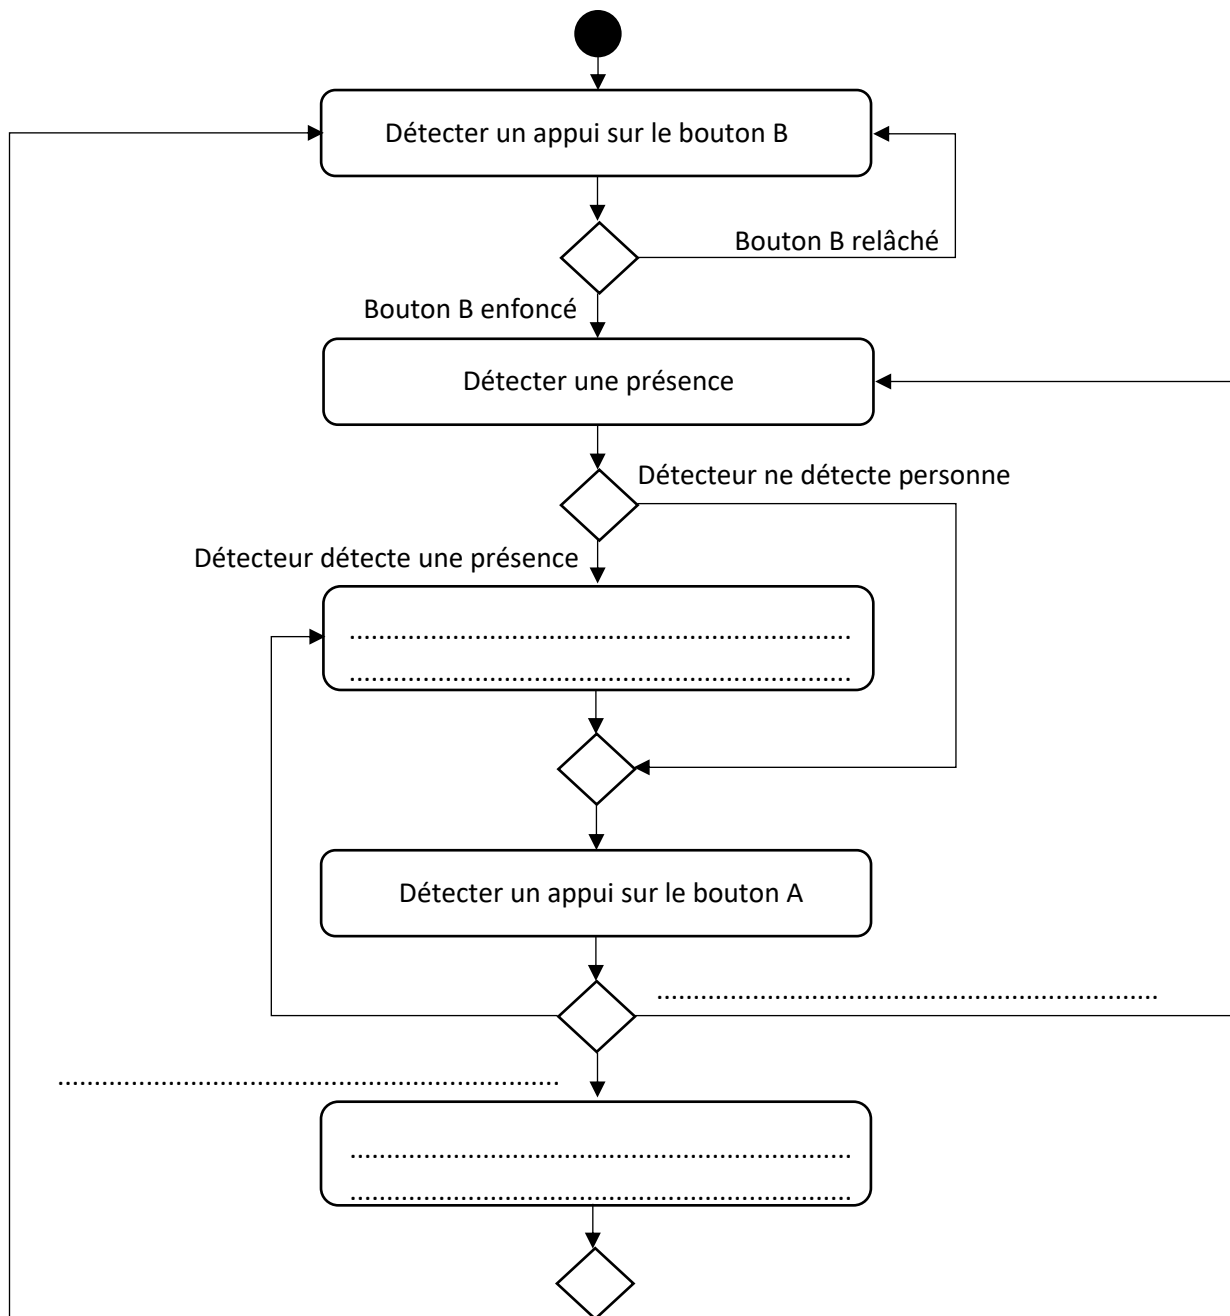 Détecter un appui sur le bouton B
Bouton B relâché
Bouton B enfoncé
Détecter une présence
Détecteur ne détecte personne
Détecteur détecte une présence
......................................................................
......................................................................
Détecter un appui sur le bouton A
......................................................................
......................................................................
......................................................................
......................................................................